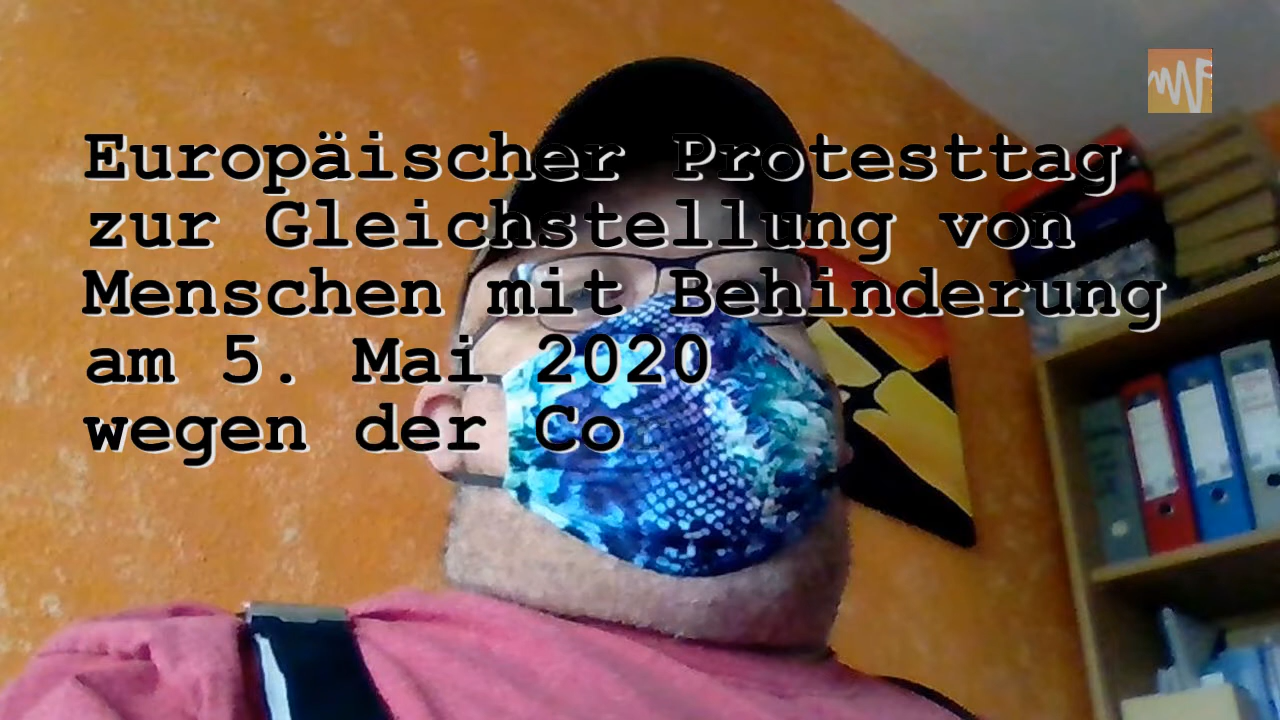 Europäischer Protesttag
zur Gleichstellung von
Menschen mit Behinderung
am 5. Mai 2020
wegen der Co